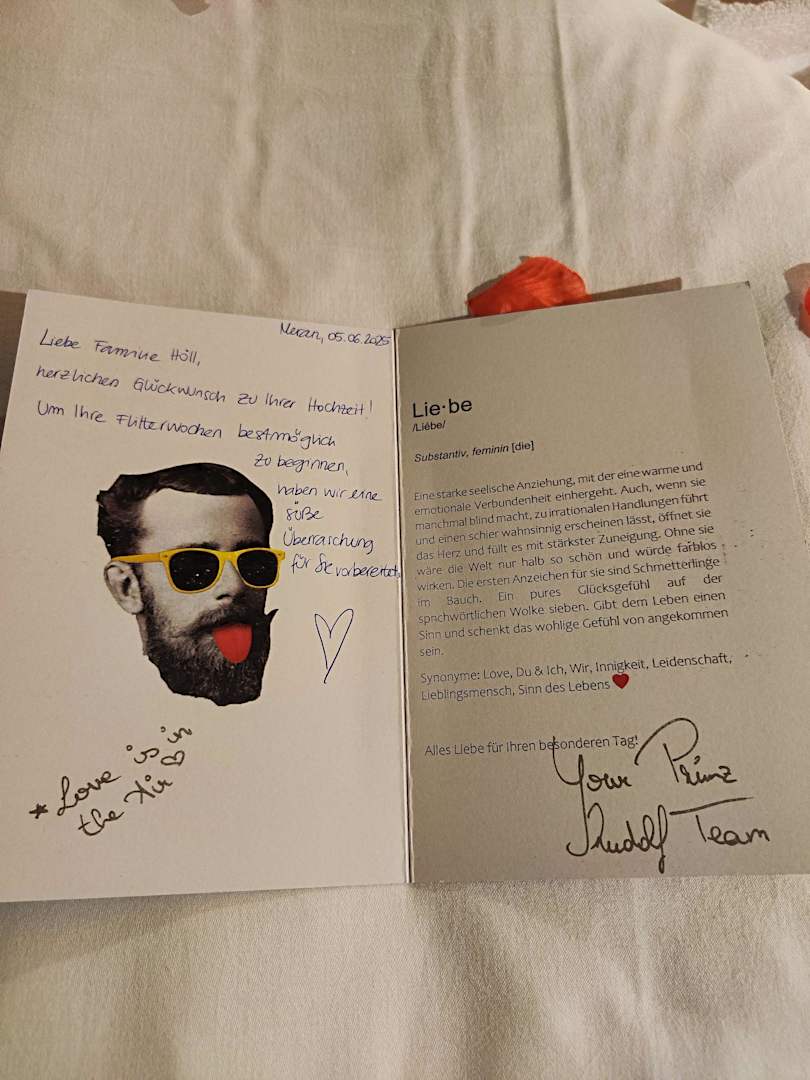 Meran, 05.06.2025
Liebe Familie Höll,
herzlichen Glückwunsch zu Ihrer Hochzeit!
Um Ihre Flitterwochen bestmöglich
zu beginnen,
haben wir eine
süße
Überraschung
für Sie vorbereitet.
* Love is in
the Air
Lie·be
/Liébe/
Substantiv, feminin [die]
Eine starke seelische Anziehung, mit der eine warme und
emotionale Verbundenheit einhergeht. Auch, wenn sie
manchmal blind macht, zu irrationalen Handlungen führt
und einen schier wahnsinnig erscheinen lässt, öffnet sie
das Herz und füllt es mit stärkster Zuneigung. Ohne sie
wäre die Welt nur halb so schön und würde farblos
wirken. Die ersten Anzeichen für sie sind Schmetterlinge
im Bauch. Ein pures Glücksgefühl auf der
sprichwörtlichen Wolke sieben. Gibt dem Leben einen
Sinn und schenkt das wohlige Gefühl von angekommen
sein.
Synonyme: Love, Du & Ich, Wir, Innigkeit, Leidenschaft,
Lieblingsmensch, Sinn des Lebens ❤
Alles Liebe für Ihren besonderen Tag!
Your Prinz
Rudolf Team